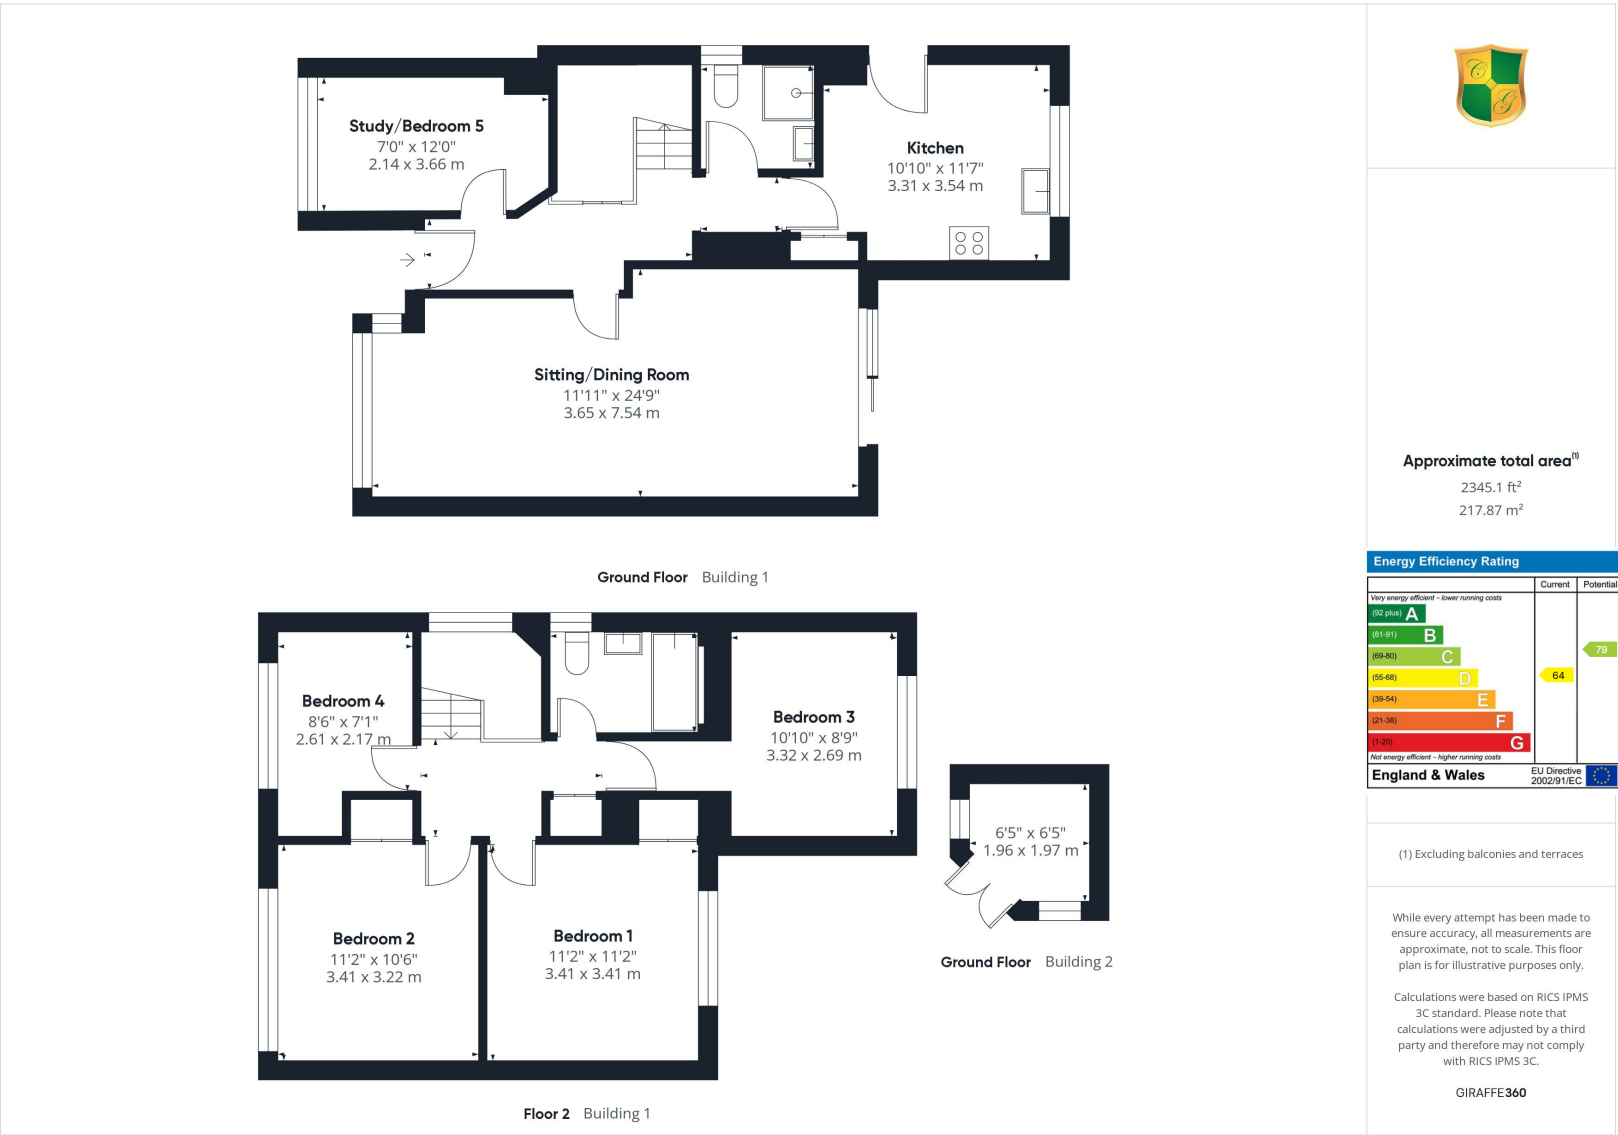 Study/Bedroom 5
7'0" x 12'0"
2.14 x 3.66 m
Kitchen
10'10" x 11'7"
3.31 x 3.54 m
Sitting/Dining Room
11'11" x 24'9"
3.65 x 7.54 m
Ground Floor Building 1
Bedroom 4
8'6" x 7'1"
2.61 x 2.17 m
Bedroom 3
10'10" x 8'9"
3.32 x 2.69 m
Bedroom 2
11'2" x 10'6"
3.41 x 3.22 m
Bedroom 1
11'2" x 11'2"
3.41 x 3.41 m
Floor 2 Building 1
6'5" x 6'5"
1.96 x 1.97 m
Ground Floor Building 2
C G
Approximate total area(1)
2345.1 ft²
217.87 m²
Energy Efficiency Rating
Current Potential
Very energy efficient - lower running costs
(92 plus) A
(81-91) B
(69-80) C
79
(55-68) D
64
(39-54) E
(21-38) F
(1-20) G
Not energy efficient - higher running costs
England & Wales
EU Directive
2002/91/EC
(1) Excluding balconies and terraces
While every attempt has been made to
ensure accuracy, all measurements are
approximate, not to scale. This floor
plan is for illustrative purposes only.
Calculations were based on RICS IPMS
3C standard. Please note that
calculations were adjusted by a third
party and therefore may not comply
with RICS IPMS 3C.
GIRAFFE360